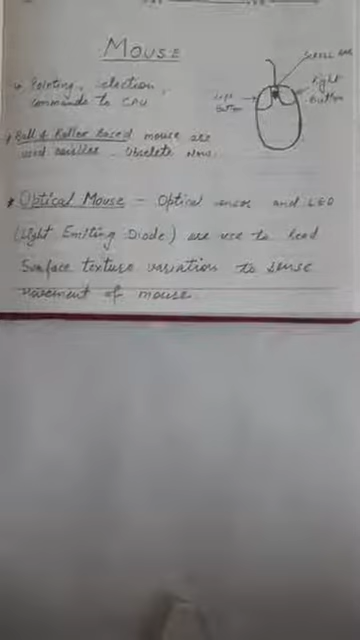 MOUSE
SCROLL
Pointing, selection,
Right
Button
commands to CPU
Left
Button
Ball & Roller Based mouse are
used earlier. Obsolete Now.
* Optical Mouse - Optical sensor and LED
(Light Emitting Diode) are use to read
Surface texture variation to sense
movement of mouse.